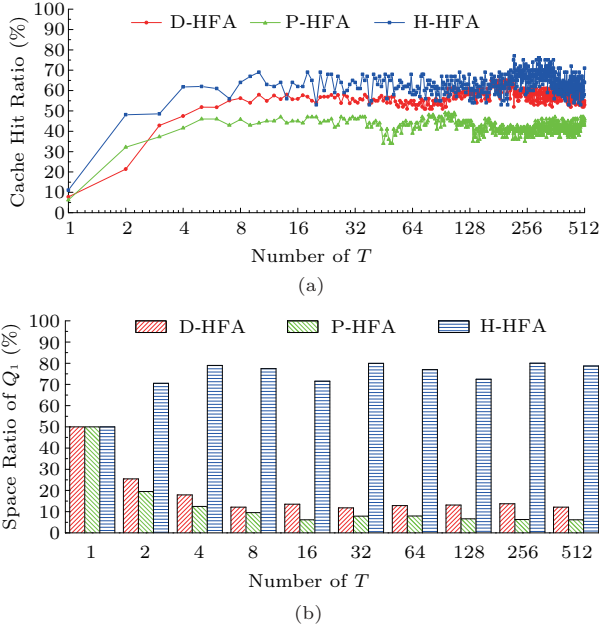 D-HFA P-HFA H-HFA
Cache Hit Ratio (%)
100
90
80
70
60
50
40
30
20
10
0
1 2 4 8 16 32 64 128 256 512
Number of T
(a)
D-HFA P-HFA H-HFA
Space Ratio of Q1 (%)
100
90
80
70
60
50
40
30
20
10
0
1 2 4 8 16 32 64 128 256 512
Number of T
(b)